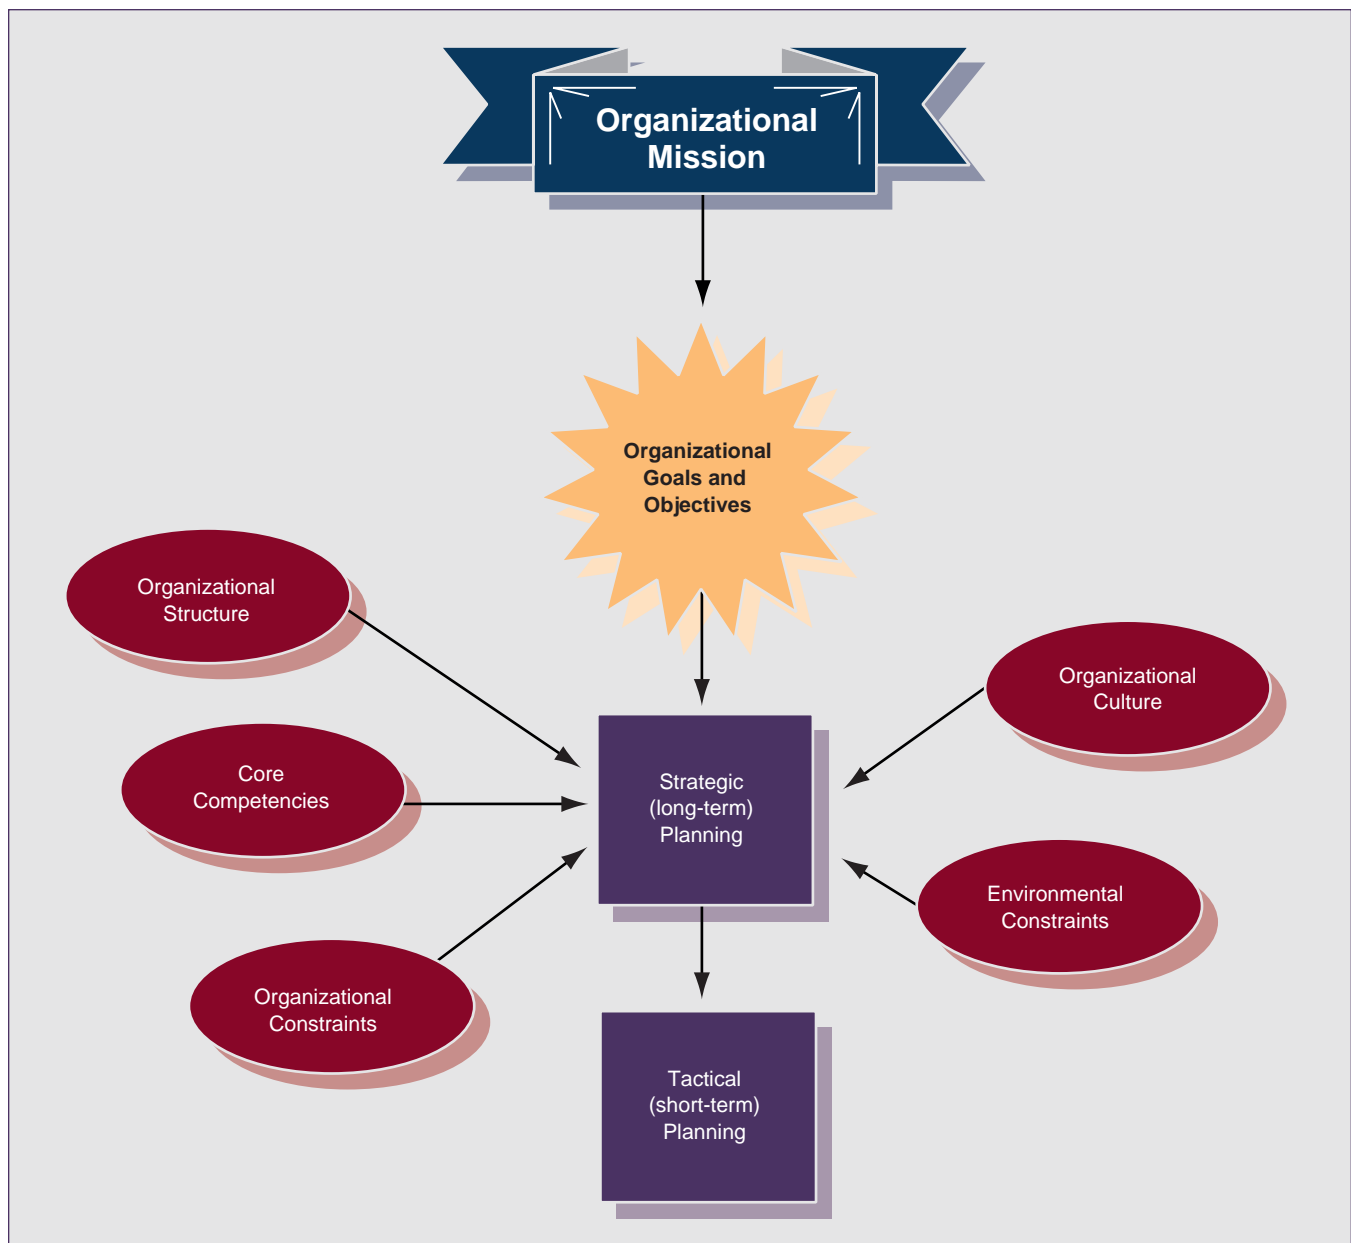 Organizational
Mission
Organizational
Goals and
Objectives
Organizational
Structure
Organizational
Culture
Core
Competencies
Strategic
(long-term)
Planning
Environmental
Constraints
Organizational
Constraints
Tactical
(short-term)
Planning